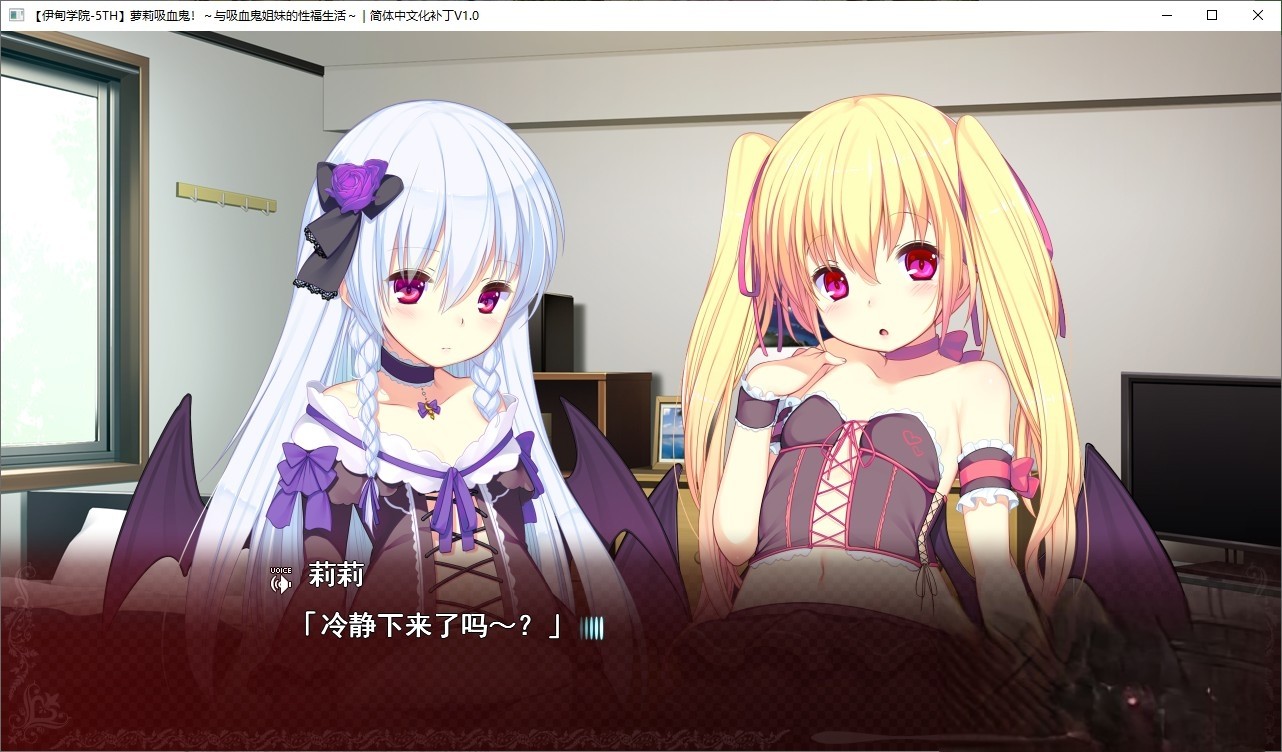 【伊甸学院-5TH】萝莉吸血鬼！～与吸血鬼姐妹的性福生活～ | 简体中文化补丁V1.0
VOICE
莉莉
「冷静下来了吗～？」